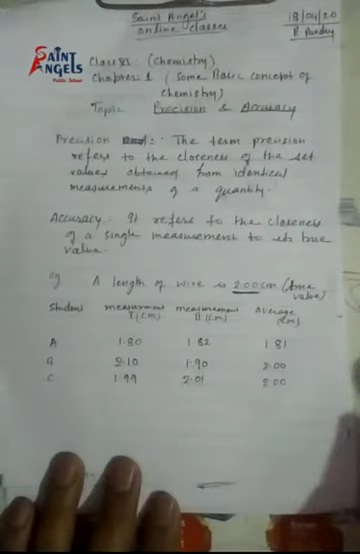 Saint Angel's
online classes
18/04/20
R Pandey
SAINT
ANGELS
Public School
Class XI (Chemistry)
Chapter 1 (Some Basic concept of
Chemistry)
Topic Precision & Accuracy
Precision : The term precision
refers to the closeness of the set
values obtained from identical
measurements of a quantity.
Accuracy: It refers to the closeness
of a single measurement to its true
value.
eg A length of wire is 2.00cm (true
value)
Student measurement measurement average
I (cm) II (cm) (cm)
A 1.80 1.82 1.81
B 2.10 1.90 2.00
C 1.99 2.01 2.00